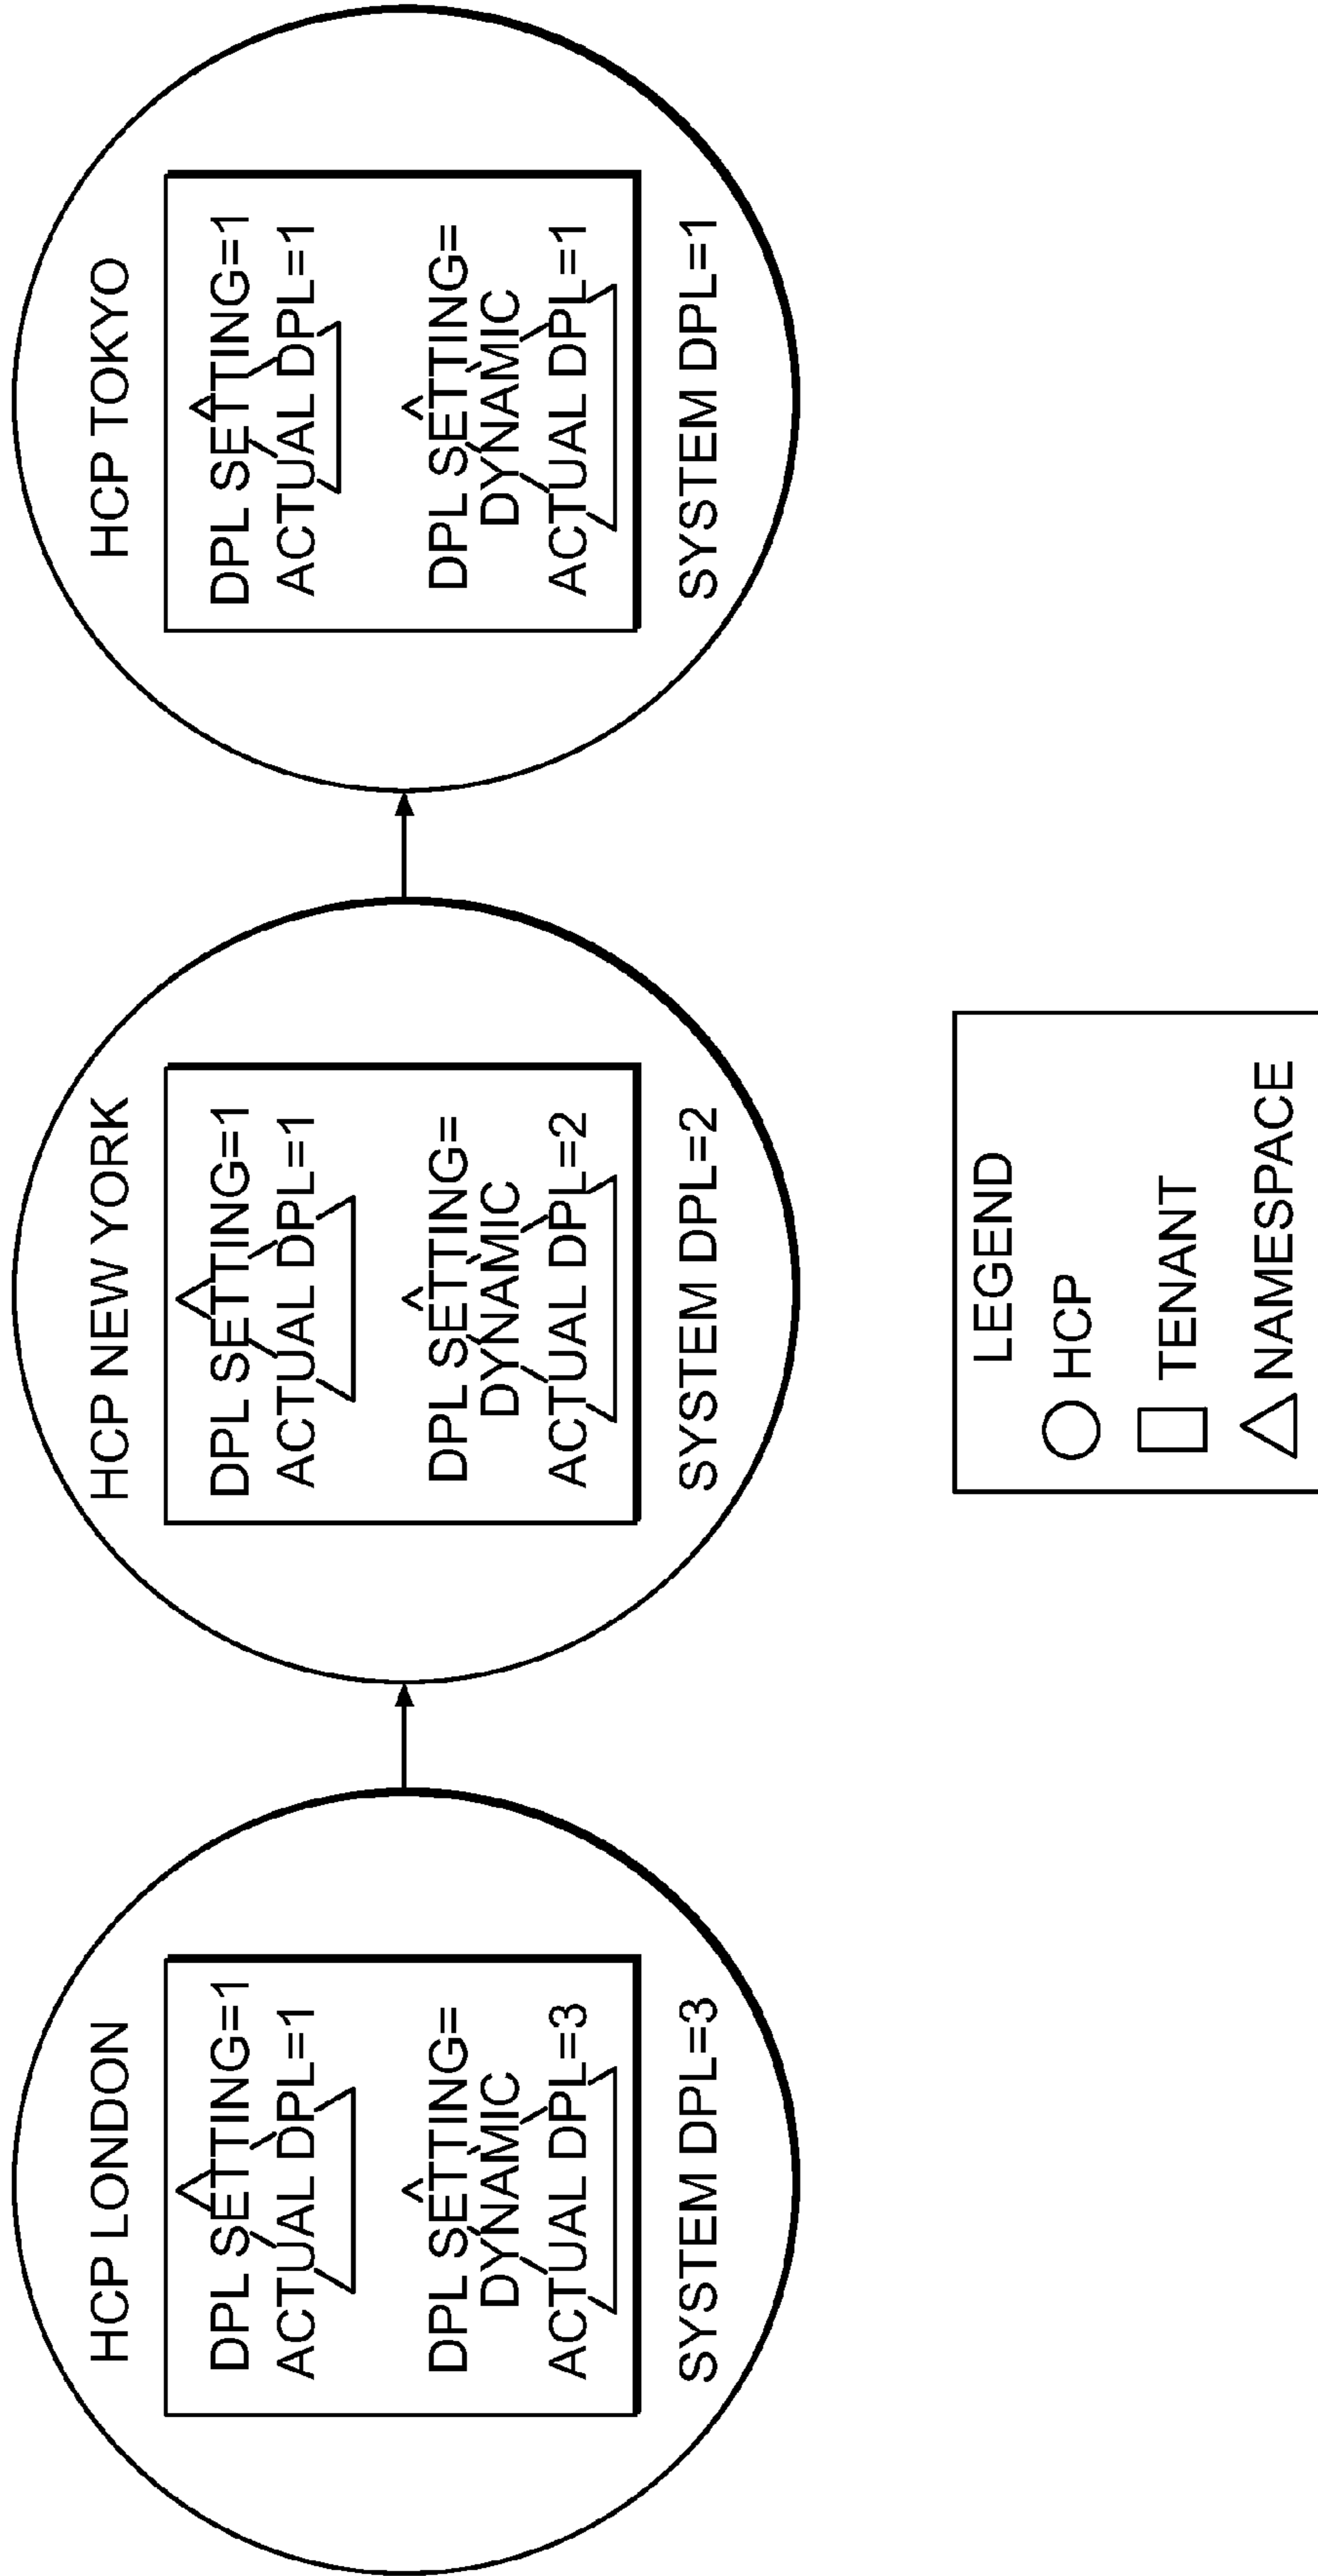 HCP LONDON
DPL SETTING=1
ACTUAL DPL=1
DPL SETTING=
DYNAMIC
ACTUAL DPL=3
SYSTEM DPL=3
HCP NEW YORK
DPL SETTING=1
ACTUAL DPL=1
DPL SETTING=
DYNAMIC
ACTUAL DPL=2
SYSTEM DPL=2
HCP TOKYO
DPL SETTING=1
ACTUAL DPL=1
DPL SETTING=
DYNAMIC
ACTUAL DPL=1
SYSTEM DPL=1
LEGEND
HCP
TENANT
NAMESPACE